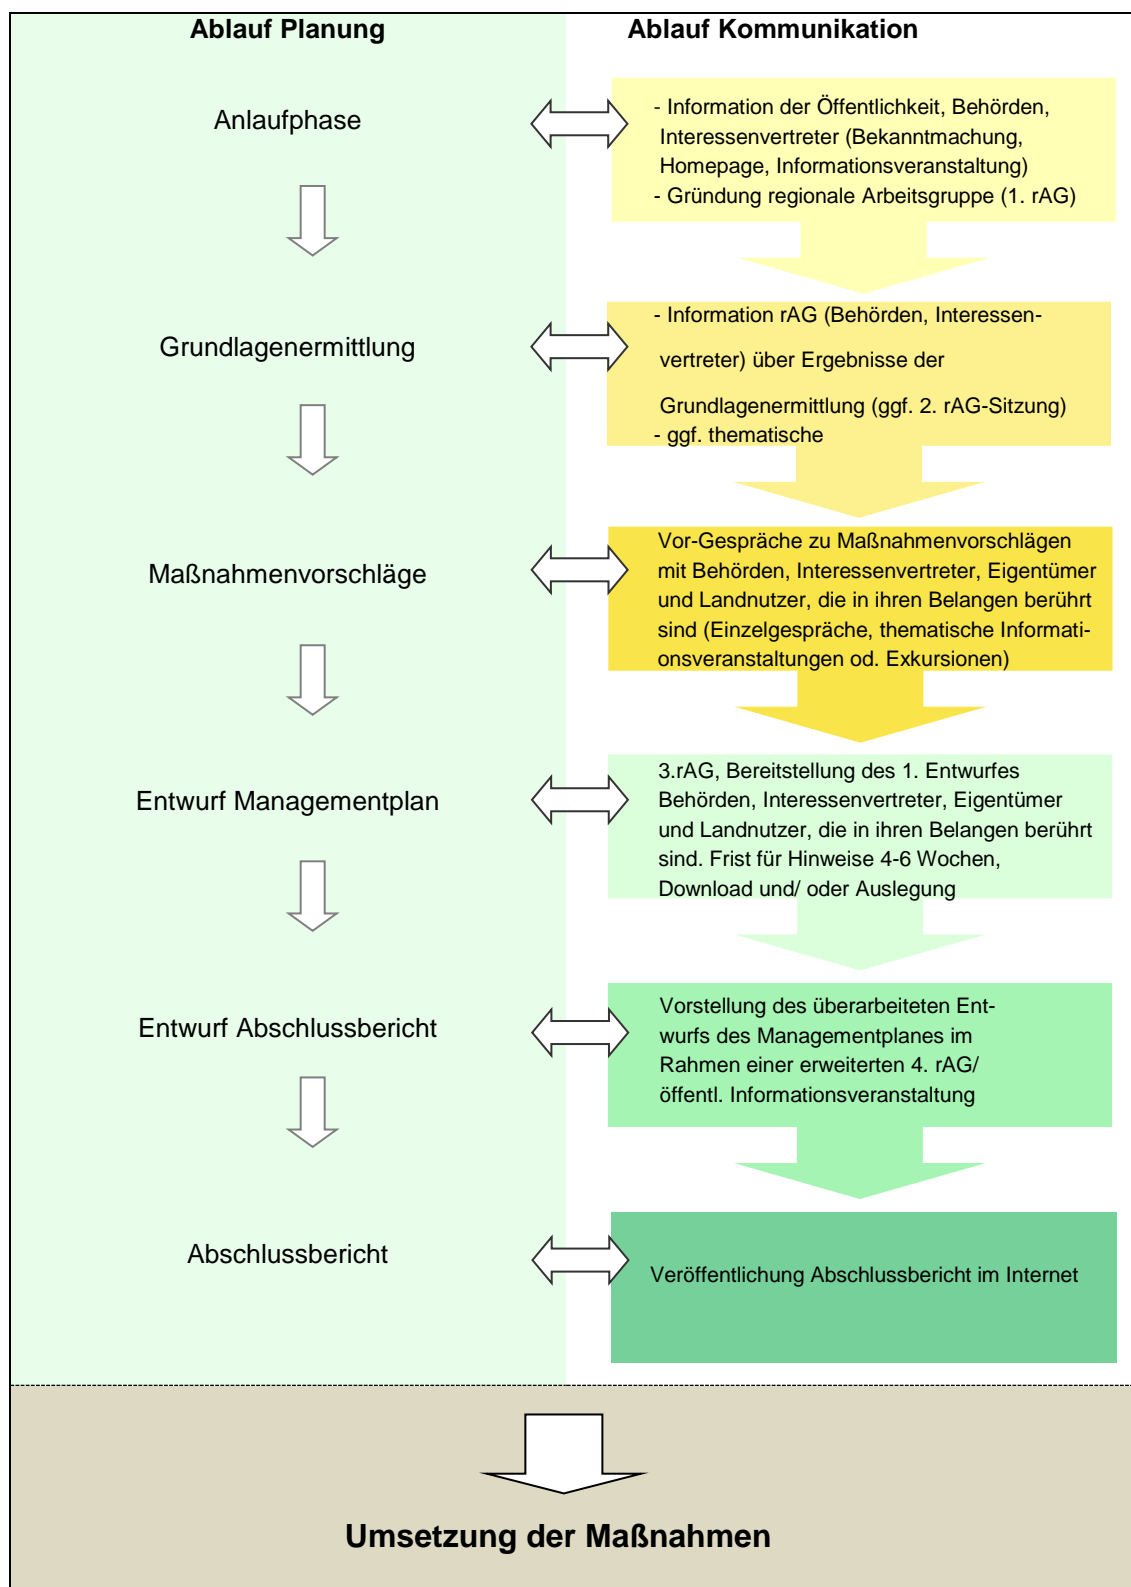 Ablauf Planung
Ablauf Kommunikation
Anlaufphase
- Information der Öffentlichkeit, Behörden,
Interessenvertreter (Bekanntmachung,
Homepage, Informationsveranstaltung)
- Gründung regionale Arbeitsgruppe (1. rAG)
Grundlagenermittlung
- Information rAG (Behörden, Interessen-
vertreter) über Ergebnisse der
Grundlagenermittlung (ggf. 2. rAG-Sitzung)
- ggf. thematische
Maßnahmenvorschläge
Vor-Gespräche zu Maßnahmenvorschlägen
mit Behörden, Interessenvertreter, Eigentümer
und Landnutzer, die in ihren Belangen berührt
sind (Einzelgespräche, thematische Informati-
onsveranstaltungen od. Exkursionen)
Entwurf Managementplan
3.rAG, Bereitstellung des 1. Entwurfes
Behörden, Interessenvertreter, Eigentümer
und Landnutzer, die in ihren Belangen berührt
sind. Frist für Hinweise 4-6 Wochen,
Download und/ oder Auslegung
Entwurf Abschlussbericht
Vorstellung des überarbeiteten Ent-
wurfs des Managementplanes im
Rahmen einer erweiterten 4. rAG/
öffentl. Informationsveranstaltung
Abschlussbericht
Veröffentlichung Abschlussbericht im Internet
Umsetzung der Maßnahmen